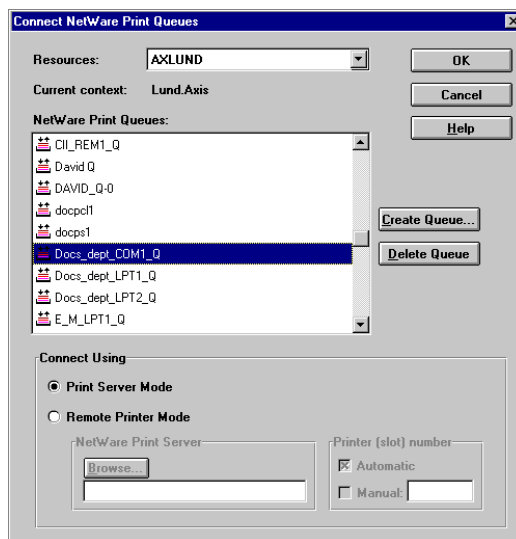 Connect NetWare Print Queues
Resources: AXLUND OK
Current context: Lund.Axis Cancel
NetWare Print Queues: Help
CII_REM1_Q
David Q
DAVID_Q-0
docpcl1
docps1
Docs_dept_COM1_Q
Docs_dept_LPT1_Q
Docs_dept_LPT2_Q
E_M_LPT1_Q
Create Queue...
Delete Queue
Connect Using
Print Server Mode
Remote Printer Mode
NetWare Print Server
Browse...
Printer (slot) number
Automatic
Manual: